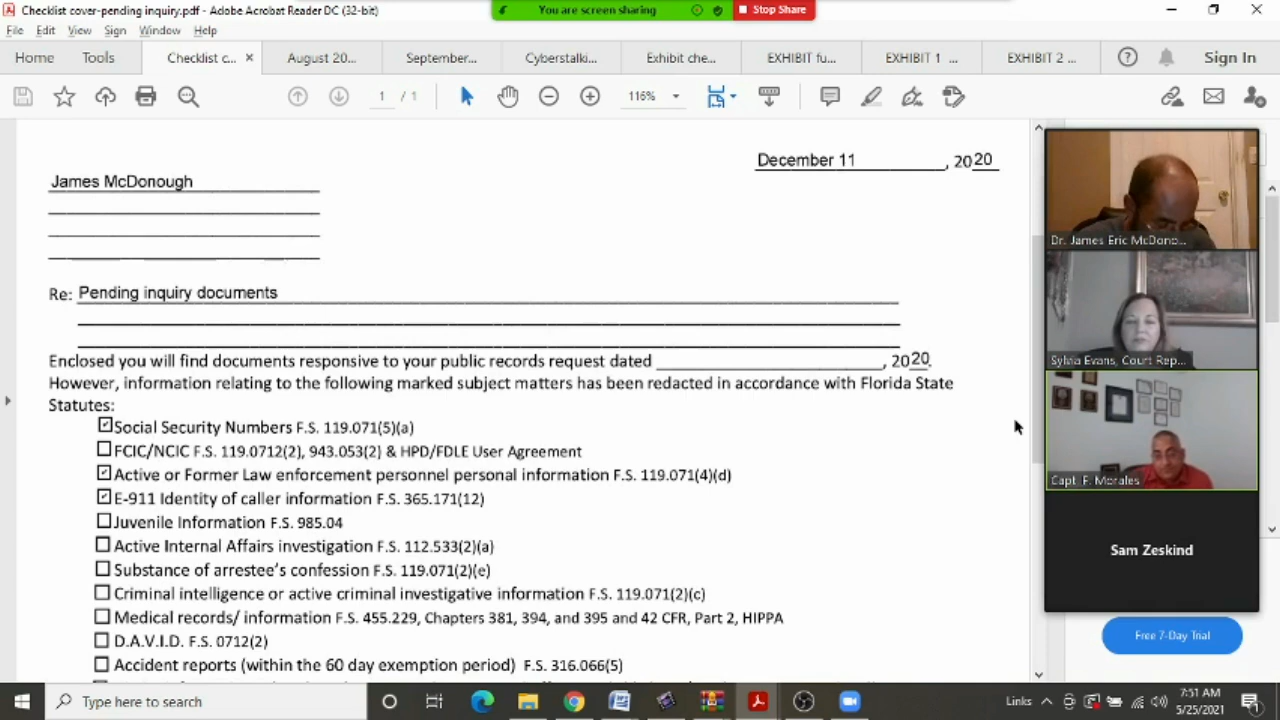 Checklist cover-pending inquiry.pdf - Adobe Acrobat Reader DC (32-bit)
You are screen sharing
Stop Share
File Edit View Sign Window Help
Home Tools Checklist c... × August 20... September... Cyberstalki... Exhibit che... EXHIBIT fu... EXHIBIT 1 ... EXHIBIT 2 ... Sign In
1 / 1 116%
December 11, 2020
James McDonough
Re: Pending inquiry documents
Enclosed you will find documents responsive to your public records request dated ____, 2020.
However, information relating to the following marked subject matters has been redacted in accordance with Florida State
Statutes:
Social Security Numbers F.S. 119.071(5)(a)
FCIC/NCIC F.S. 119.0712(2), 943.053(2) & HPD/FDLE User Agreement
Active or Former Law enforcement personnel personal information F.S. 119.071(4)(d)
E-911 Identity of caller information F.S. 365.171(12)
Juvenile Information F.S. 985.04
Active Internal Affairs investigation F.S. 112.533(2)(a)
Substance of arrestee's confession F.S. 119.071(2)(e)
Criminal intelligence or active criminal investigative information F.S. 119.071(2)(c)
Medical records/ information F.S. 455.229, Chapters 381, 394, and 395 and 42 CFR, Part 2, HIPPA
D.A.V.I.D. F.S. 0712(2)
Accident reports (within the 60 day exemption period) F.S. 316.066(5)
Dr. James Eric McDono...
Sylvia Evans, Court Rep...
Capt. F. Morales
Sam Zeskind
Free 7-Day Trial
Type here to search
Links
7:51 AM
5/25/2021